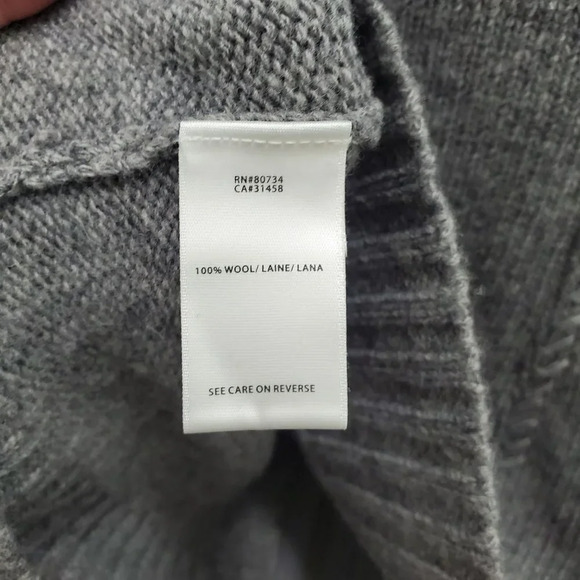 RN#80734
CA#31458
100% WOOL/ LAINE/ LANA
SEE CARE ON REVERSE